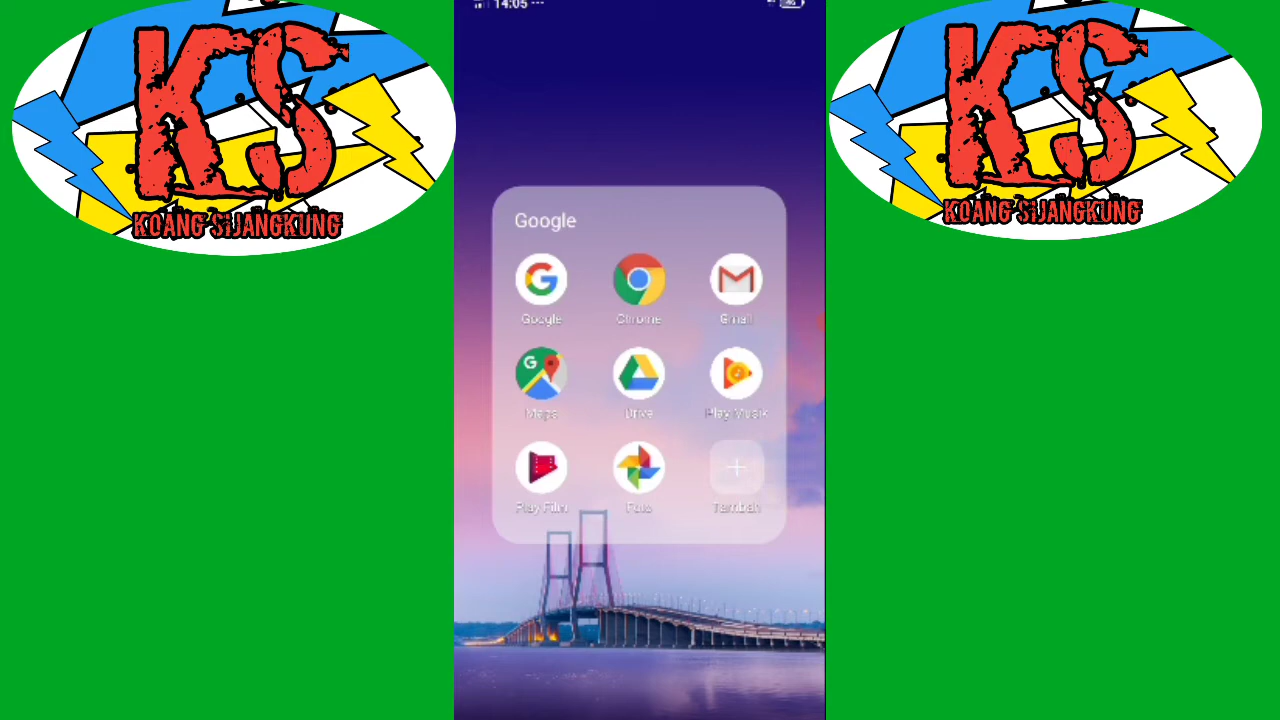 KS
KOANG SIJANGKUNG
14:05 ...
KS
KOANG SIJANGKUNG
Google
Google
Chrome
Gmail
Maps
Drive
Play Musik
Play Film
Foto
Tambah